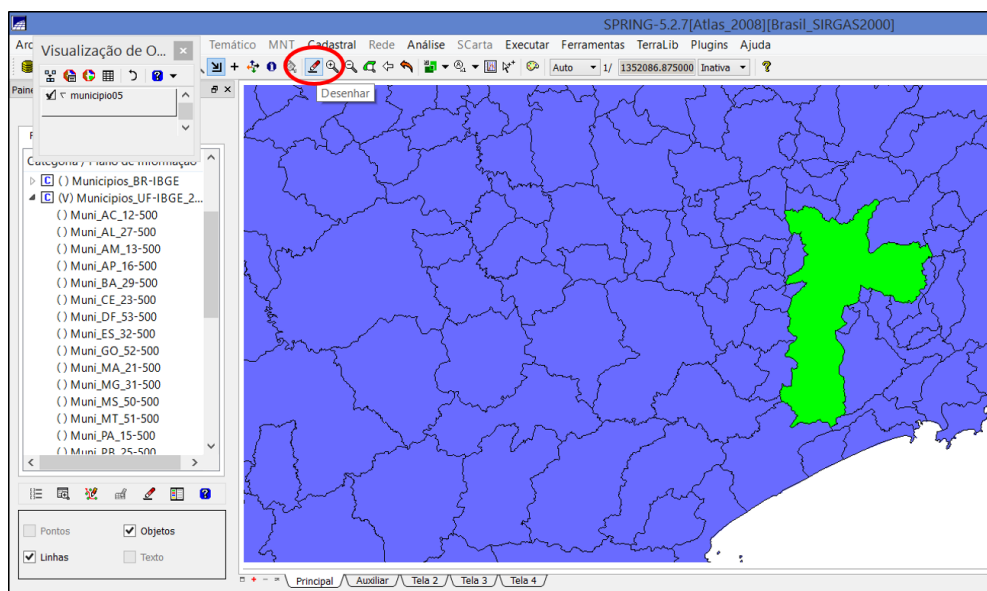 SPRING-5.2.7[Atlas_2008][Brasil_SIRGAS2000]
Visualização de O...
Temático MNT Cadastral Rede Análise SCarta Executar Ferramentas TerraLib Plugins Ajuda
Auto 1/ 1352086.875000 Inativa
Desenhar
municipio05
Categoria / Plano de Informação
C () Municipios_BR-IBGE
C (V) Municipios_UF-IBGE_2...
() Muni_AC_12-500
() Muni_AL_27-500
() Muni_AM_13-500
() Muni_AP_16-500
() Muni_BA_29-500
() Muni_CE_23-500
() Muni_DF_53-500
() Muni_ES_32-500
() Muni_GO_52-500
() Muni_MA_21-500
() Muni_MG_31-500
() Muni_MS_50-500
() Muni_MT_51-500
() Muni_PA_15-500
() Muni_PB_25-500
Pontos Objetos
Linhas Texto
Principal Auxiliar Tela 2 Tela 3 Tela 4